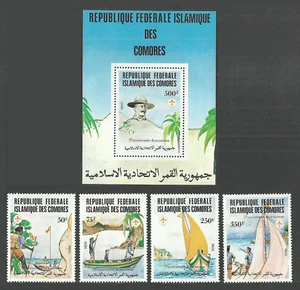 REPUBLIQUE FEDERALE ISLAMIQUE
DES
COMORES
REPUBLIQUE FEDERALE
ISLAMIQUE DES COMORES
500F
جمهورية القمر الاتحادية الاسلامية
REPUBLIQUE FEDERALE
ISLAMIQUE DES COMORES
50F
REPUBLIQUE FEDERALE
ISLAMIQUE DES COMORES
75F
REPUBLIQUE FEDERALE
ISLAMIQUE DES COMORES
250F
REPUBLIQUE FEDERALE
ISLAMIQUE DES COMORES
350F